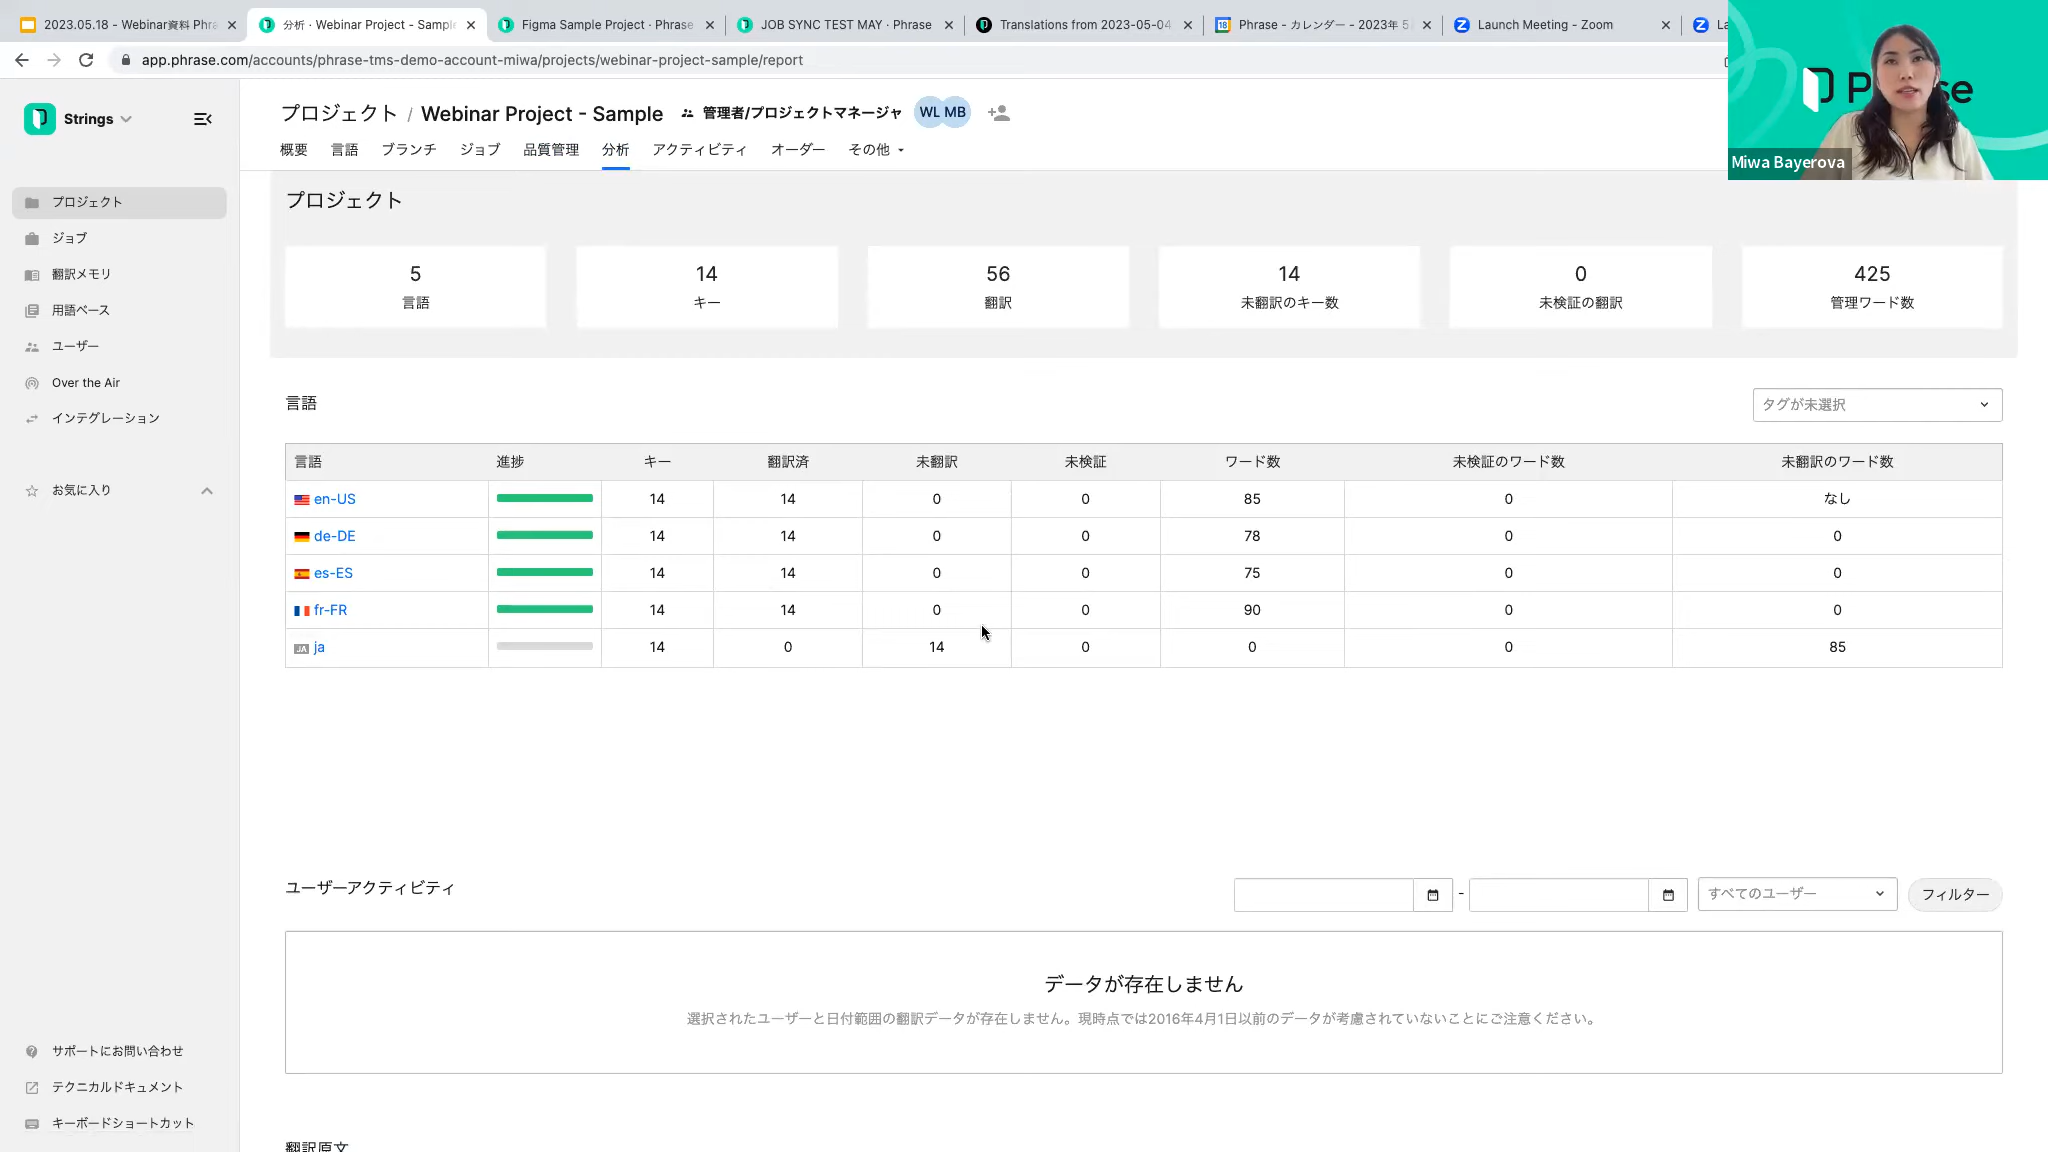 2023.05.18 - Webinar資料 Phra
分析 · Webinar Project - Sample
Figma Sample Project · Phrase
JOB SYNC TEST MAY · Phrase
Translations from 2023-05-04
Phrase - カレンダー - 2023年 5
Launch Meeting - Zoom
La
app.phrase.com/accounts/phrase-tms-demo-account-miwa/projects/webinar-project-sample/report
Miwa Bayerova
Strings
プロジェクト / Webinar Project - Sample 管理者/プロジェクトマネージャ WL MB
概要 言語 ブランチ ジョブ 品質管理 分析 アクティビティ オーダー その他
プロジェクト
ジョブ
翻訳メモリ
用語ベース
ユーザー
Over the Air
インテグレーション
お気に入り
サポートにお問い合わせ
テクニカルドキュメント
キーボードショートカット
プロジェクト
5 14 56 14 0 425
言語 キー 翻訳 未翻訳のキー数 未検証の翻訳 管理ワード数
言語 タグが未選択
言語 進捗 キー 翻訳済 未翻訳 未検証 ワード数 未検証のワード数 未翻訳のワード数
en-US 14 14 0 0 85 0 なし
de-DE 14 14 0 0 78 0 0
es-ES 14 14 0 0 75 0 0
fr-FR 14 14 0 0 90 0 0
JA ja 14 0 14 0 0 0 85
ユーザーアクティビティ - すべてのユーザー フィルター
データが存在しません
選択されたユーザーと日付範囲の翻訳データが存在しません。現時点では2016年4月1日以前のデータが考慮されていないことにご注意ください。
翻訳原文